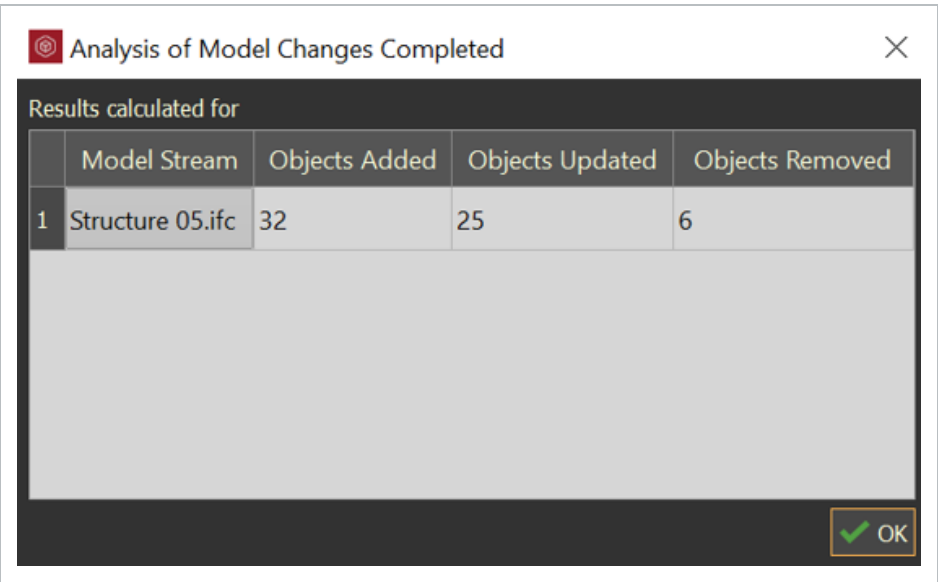 Analysis of Model Changes Completed
Results calculated for
Model Stream Objects Added Objects Updated Objects Removed
1 Structure 05.ifc 32 25 6
OK